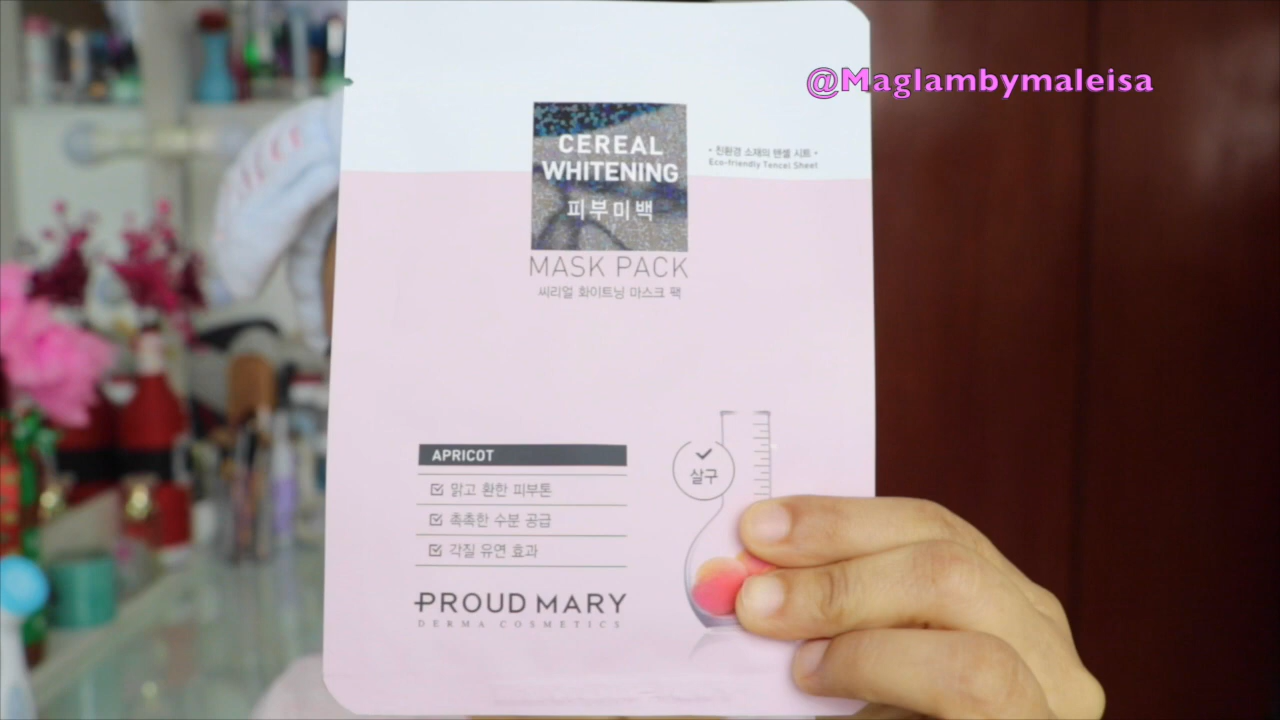 @Maglambymaleisa
CEREAL
WHITENING
피부미백
• 친환경 소재의 텐셀 시트 •
Eco-friendly Tencel Sheet
MASK PACK
씨리얼 화이트닝 마스크 팩
APRICOT
맑고 환한 피부톤
촉촉한 수분 공급
각질 유연 효과
살구
PROUD MARY
DERMA COSMETICS